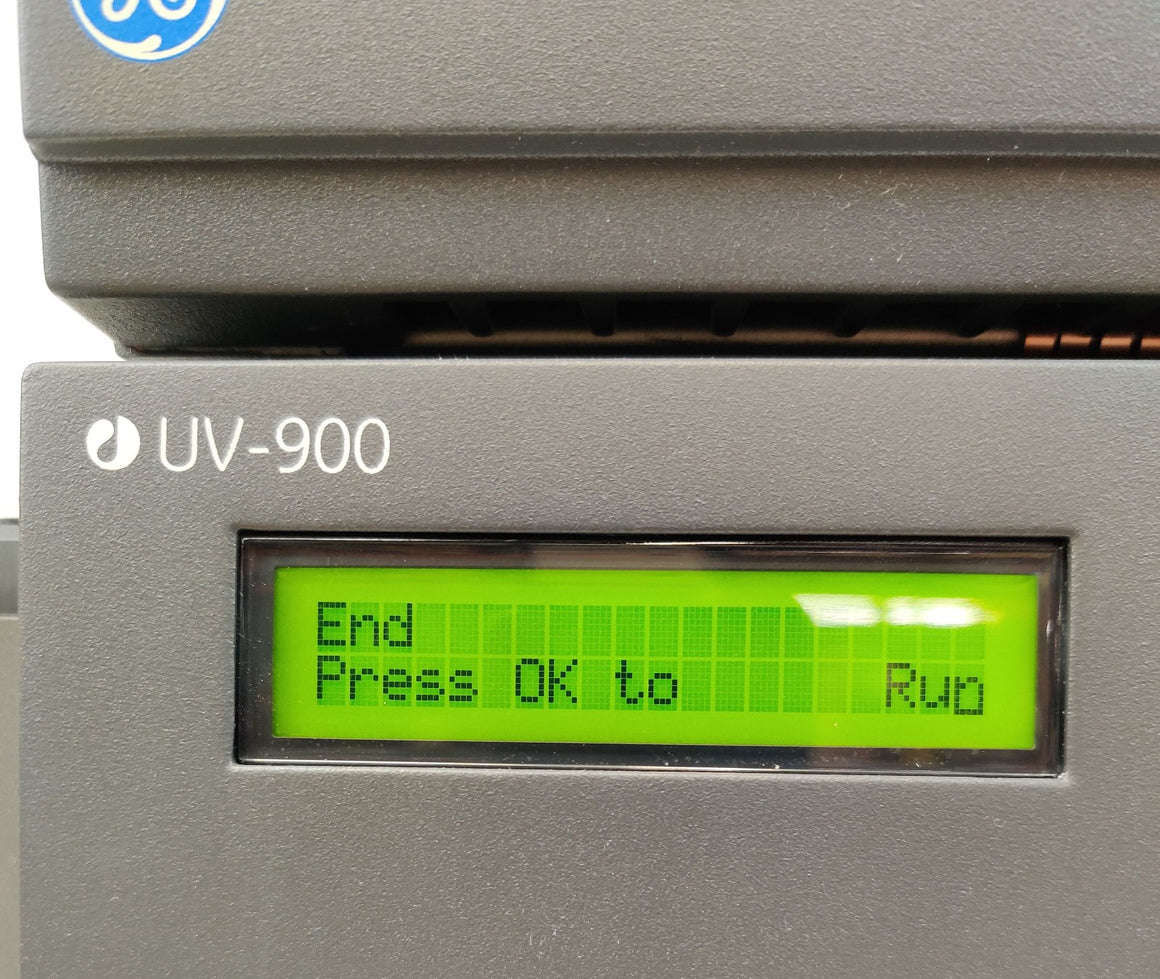 UV-900
End
Press OK to Run